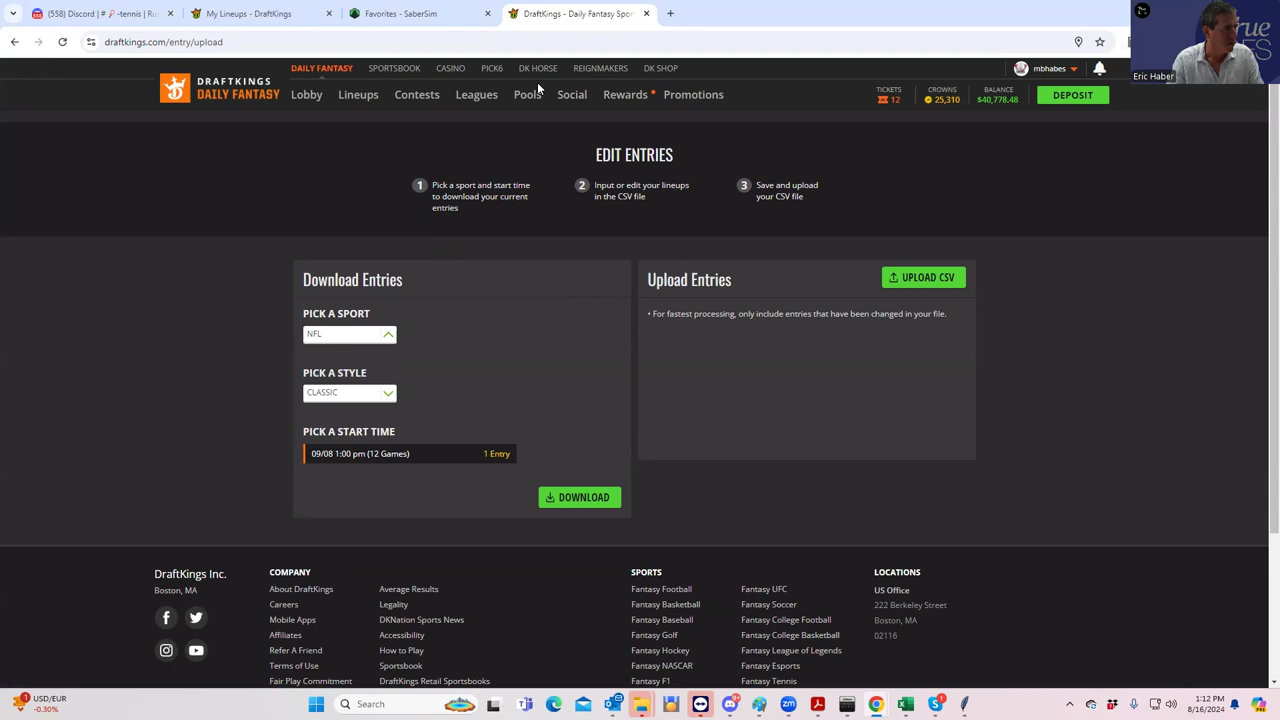 (558) Discord | # 🎾-tennis | Ru
My Lineups - DraftKings
Favorites - SaberSim
DraftKings - Daily Fantasy Spor
draftkings.com/entry/upload
DAILY FANTASY SPORTSBOOK CASINO PICK6 DK HORSE REIGNMAKERS DK SHOP
mbhabes
DRAFTKINGS
DAILY FANTASY
Lobby Lineups Contests Leagues Pools Social Rewards Promotions
TICKETS
12
CROWNS
25,310
BALANCE
$40,778.48
DEPOSIT
Eric Haber
EDIT ENTRIES
1 Pick a sport and start time
to download your current
entries
2 Input or edit your lineups
in the CSV file
3 Save and upload
your CSV file
Download Entries
PICK A SPORT
NFL
PICK A STYLE
CLASSIC
PICK A START TIME
09/08 1:00 pm (12 Games) 1 Entry
DOWNLOAD
Upload Entries
UPLOAD CSV
• For fastest processing, only include entries that have been changed in your file.
DraftKings Inc.
Boston, MA
COMPANY
About DraftKings
Careers
Mobile Apps
Affiliates
Refer A Friend
Terms of Use
Fair Play Commitment
Average Results
Legality
DKNation Sports News
Accessibility
How to Play
Sportsbook
DraftKings Retail Sportsbooks
SPORTS
Fantasy Football
Fantasy Basketball
Fantasy Baseball
Fantasy Golf
Fantasy Hockey
Fantasy NASCAR
Fantasy F1
Fantasy UFC
Fantasy Soccer
Fantasy College Football
Fantasy College Basketball
Fantasy League of Legends
Fantasy Esports
Fantasy Tennis
LOCATIONS
US Office
222 Berkeley Street
Boston, MA
02116
USD/EUR
-0.30%
Search
1:12 PM
8/16/2024